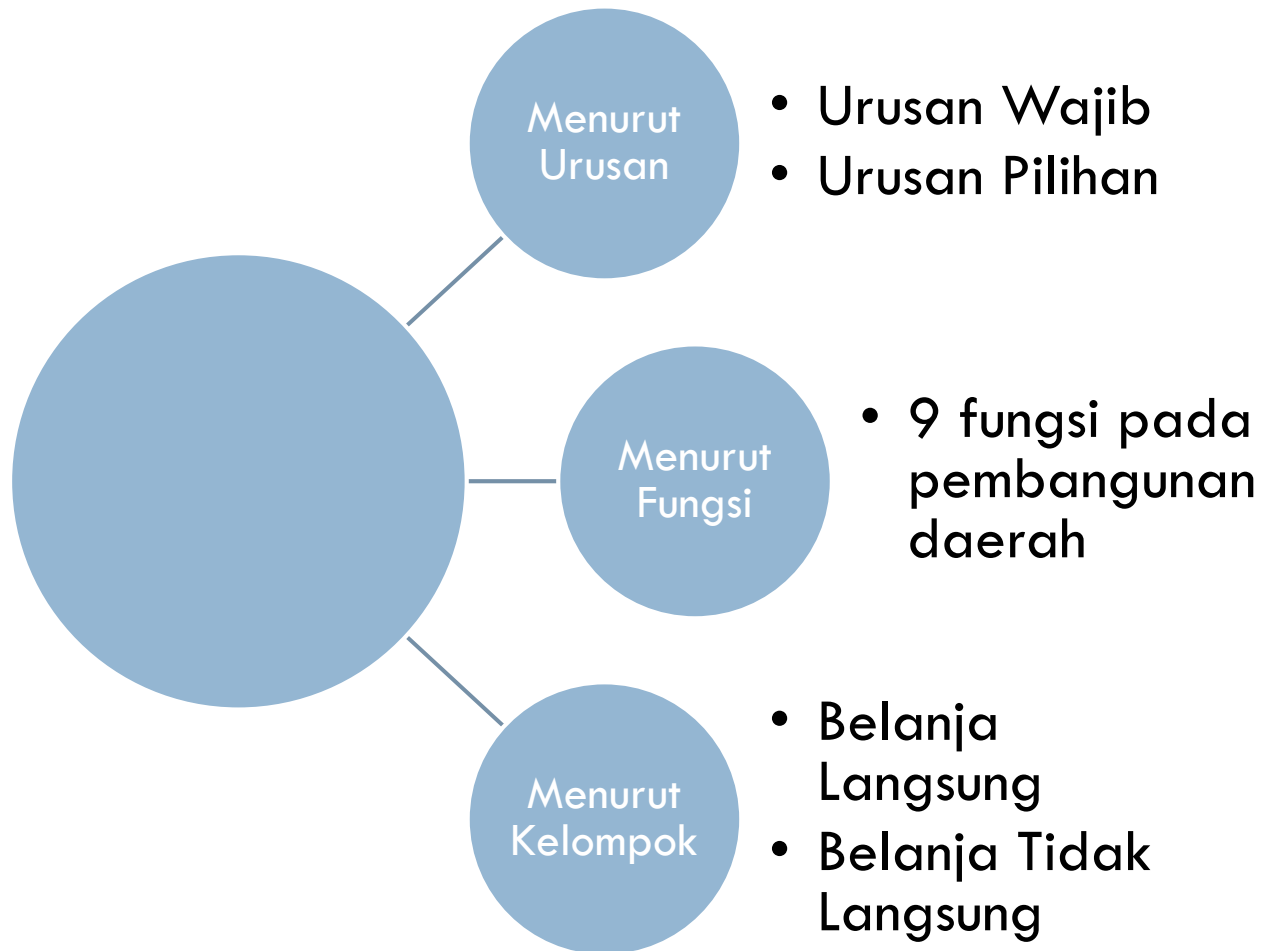 Menurut
Urusan
• Urusan Wajib
• Urusan Pilihan
Menurut
Fungsi
• 9 fungsi pada
pembangunan
daerah
Menurut
Kelompok
• Belanja
Langsung
• Belanja Tidak
Langsung